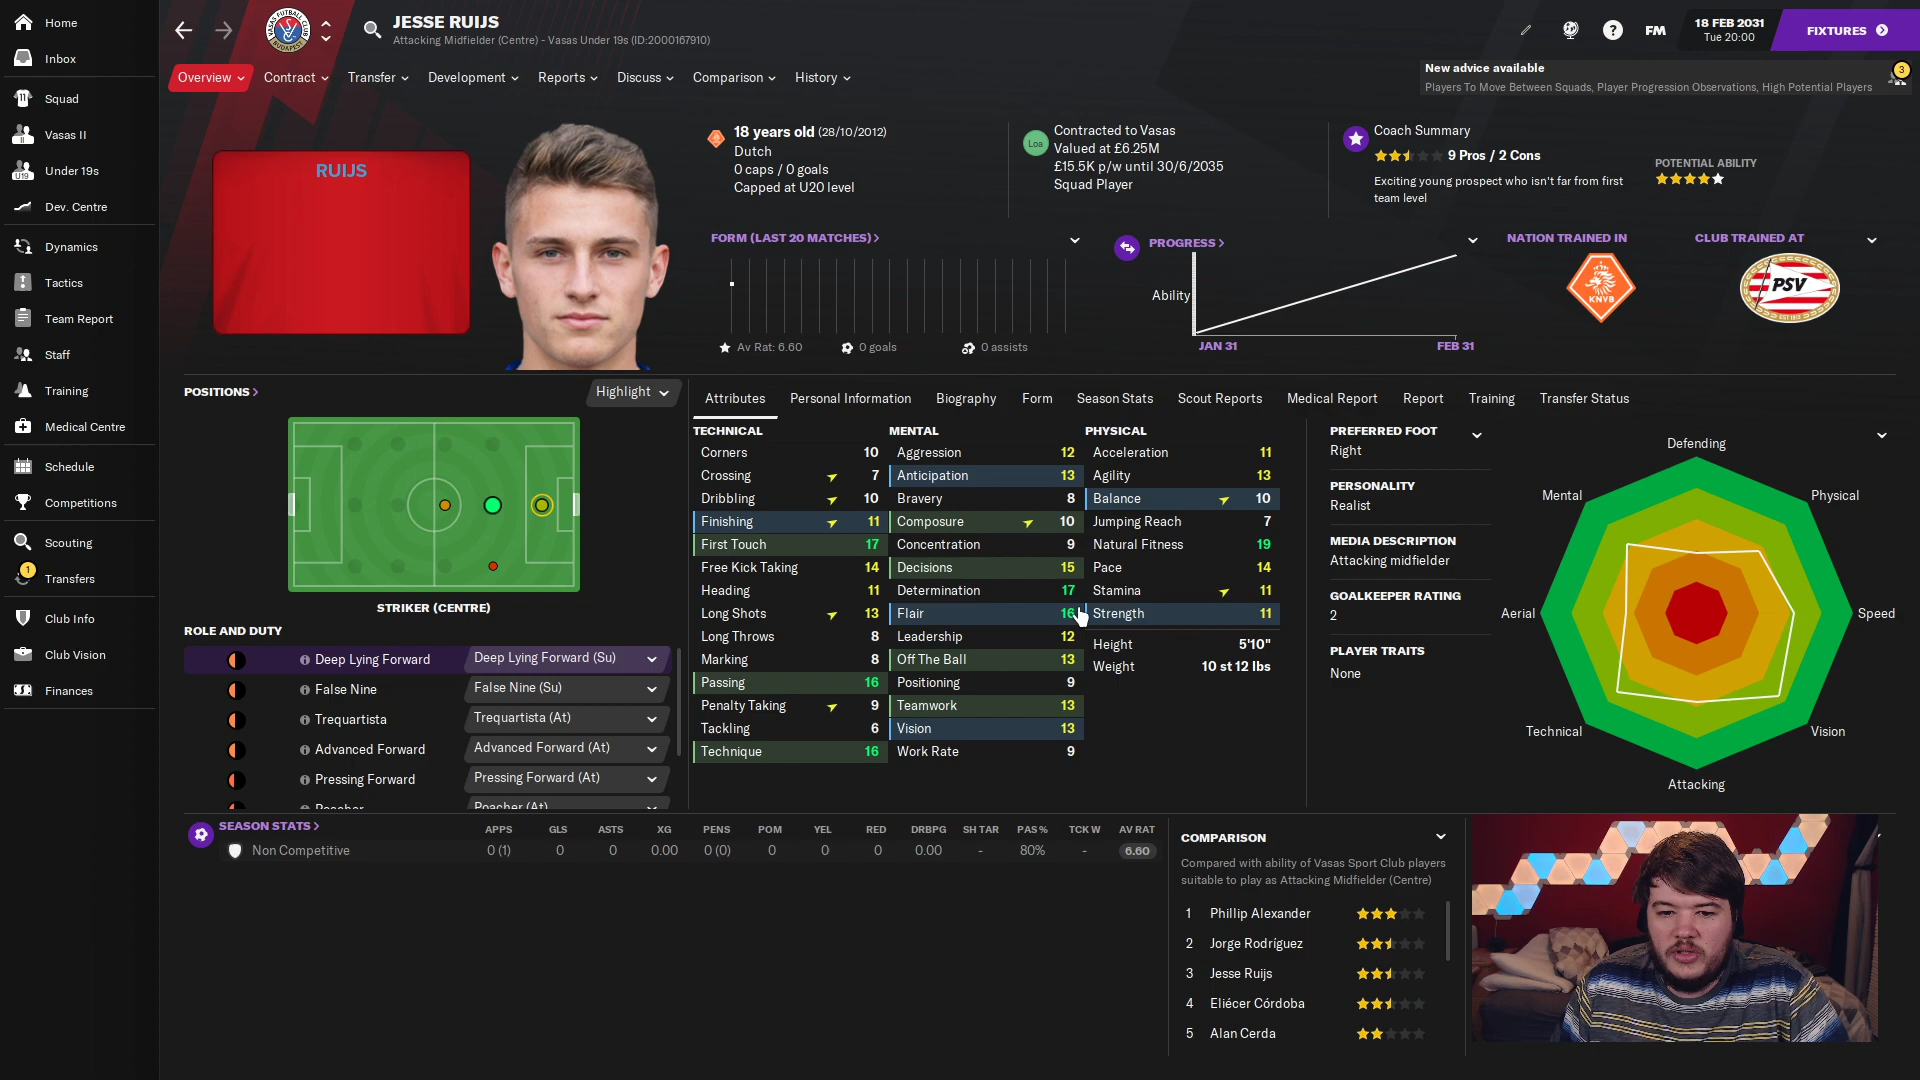 Home
Inbox
Squad
Vasas II
Under 19s
Dev. Centre
Dynamics
Tactics
Team Report
Staff
Training
Medical Centre
Schedule
Competitions
Scouting
1
Transfers
Club Info
Club Vision
Finances
JESSE RUIJS
Attacking Midfielder (Centre) - Vasas Under 19s (ID:2000167910)
FM
18 FEB 2031
Tue 20:00
FIXTURES
Overview
Contract
Transfer
Development
Reports
Discuss
Comparison
History
New advice available
Players To Move Between Squads, Player Progression Observations, High Potential Players
3
RUIJS
18 years old (28/10/2012)
Dutch
0 caps / 0 goals
Capped at U20 level
Loa
Contracted to Vasas
Valued at £6.25M
£15.5K p/w until 30/6/2035
Squad Player
Coach Summary
9 Pros / 2 Cons
Exciting young prospect who isn't far from first
team level
POTENTIAL ABILITY
FORM (LAST 20 MATCHES)
Av Rat: 6.60
0 goals
0 assists
PROGRESS
Ability
JAN 31
FEB 31
NATION TRAINED IN
KNVB
CLUB TRAINED AT
PSV
POSITIONS
Highlight
STRIKER (CENTRE)
ROLE AND DUTY
Deep Lying Forward Deep Lying Forward (Su)
False Nine False Nine (Su)
Trequartista Trequartista (At)
Advanced Forward Advanced Forward (At)
Pressing Forward Pressing Forward (At)
Poacher Poacher (At)
Attributes
Personal Information
Biography
Form
Season Stats
Scout Reports
Medical Report
Report
Training
Transfer Status
TECHNICAL
Corners 10
Crossing 7
Dribbling 10
Finishing 11
First Touch 17
Free Kick Taking 14
Heading 11
Long Shots 13
Long Throws 8
Marking 8
Passing 16
Penalty Taking 9
Tackling 6
Technique 16
MENTAL
Aggression 12
Anticipation 13
Bravery 8
Composure 10
Concentration 9
Decisions 15
Determination 17
Flair 16
Leadership 12
Off The Ball 13
Positioning 9
Teamwork 13
Vision 13
Work Rate 9
PHYSICAL
Acceleration 11
Agility 13
Balance 10
Jumping Reach 7
Natural Fitness 19
Pace 14
Stamina 11
Strength 11
Height 5'10"
Weight 10 st 12 lbs
PREFERRED FOOT
Right
PERSONALITY
Realist
MEDIA DESCRIPTION
Attacking midfielder
GOALKEEPER RATING
2
PLAYER TRAITS
None
Defending
Mental
Physical
Aerial
Speed
Technical
Vision
Attacking
SEASON STATS APPS GLS ASTS XG PENS POM YEL RED DRBPG SH TAR PAS % TCK W AV RAT
Non Competitive 0 (1) 0 0 0.00 0 (0) 0 0 0 0.00 - 80% - 6.60
COMPARISON
Compared with ability of Vasas Sport Club players
suitable to play as Attacking Midfielder (Centre)
1 Phillip Alexander
2 Jorge Rodríguez
3 Jesse Ruijs
4 Eliécer Córdoba
5 Alan Cerda